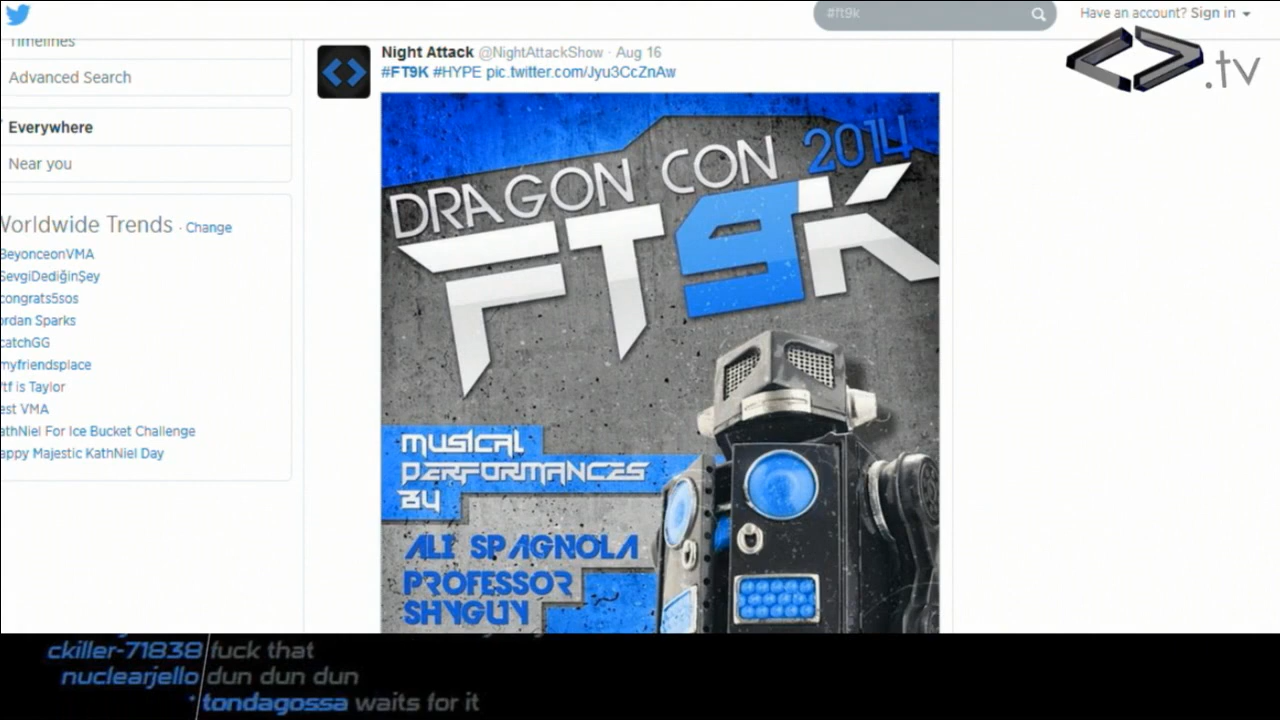 #ft9k
Have an account? Sign in
Timelines
Advanced Search
Everywhere
Near you
Worldwide Trends · Change
BeyonceonVMA
SevgiDediğinŞey
congrats5sos
ordan Sparks
catchGG
myfriendsplace
tf is Taylor
est VMA
athNiel For Ice Bucket Challenge
appy Majestic KathNiel Day
Night Attack @NightAttackShow · Aug 16
#FT9K #HYPE pic.twitter.com/Jyu3CcZnAw
DRAGON CON 2014
FT9K
MUSICAL
PERFORMANCES
BY
ALI SPAGNOLA
PROFESSOR
SHYGUY
<>.tv
ckiller-71838 fuck that
nuclearjello dun dun dun
* tondagossa waits for it